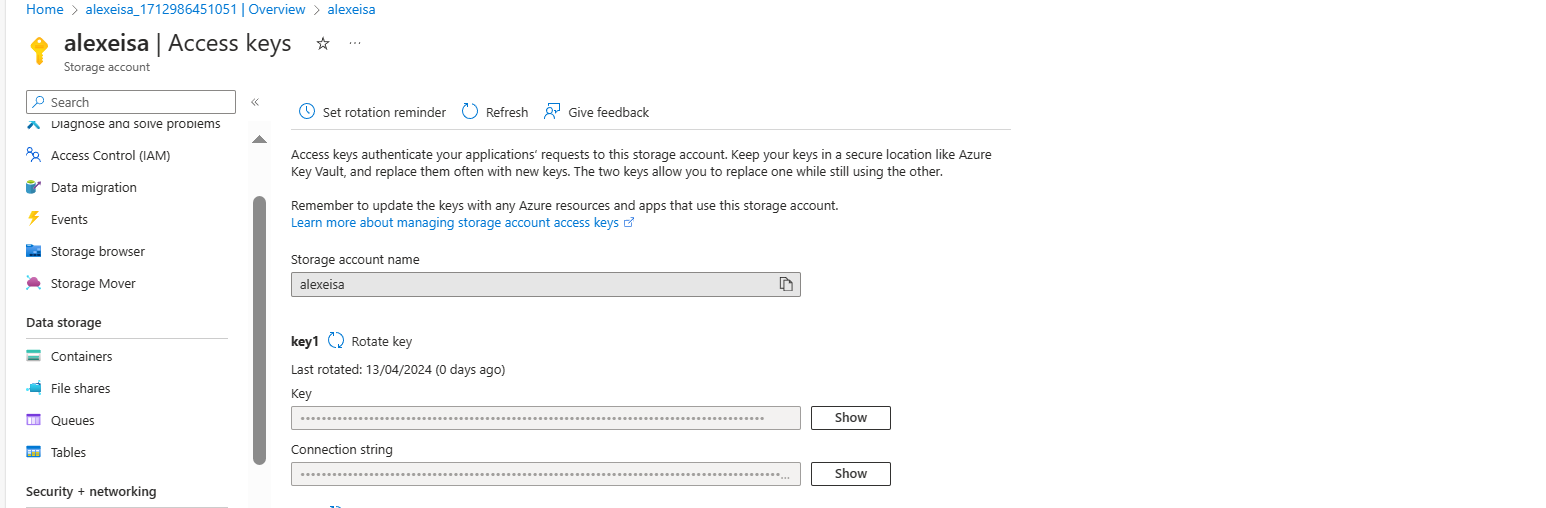 Home > alexeisa_1712986451051 | Overview > alexeisa
alexeisa | Access keys ☆ ...
Storage account
Search «
Diagnose and solve problems
Access Control (IAM)
Data migration
Events
Storage browser
Storage Mover
Data storage
Containers
File shares
Queues
Tables
Security + networking
Set rotation reminder Refresh Give feedback
Access keys authenticate your applications' requests to this storage account. Keep your keys in a secure location like Azure
Key Vault, and replace them often with new keys. The two keys allow you to replace one while still using the other.
Remember to update the keys with any Azure resources and apps that use this storage account.
Learn more about managing storage account access keys
Storage account name
alexeisa
key1 Rotate key
Last rotated: 13/04/2024 (0 days ago)
Key
Show
Connection string
... Show